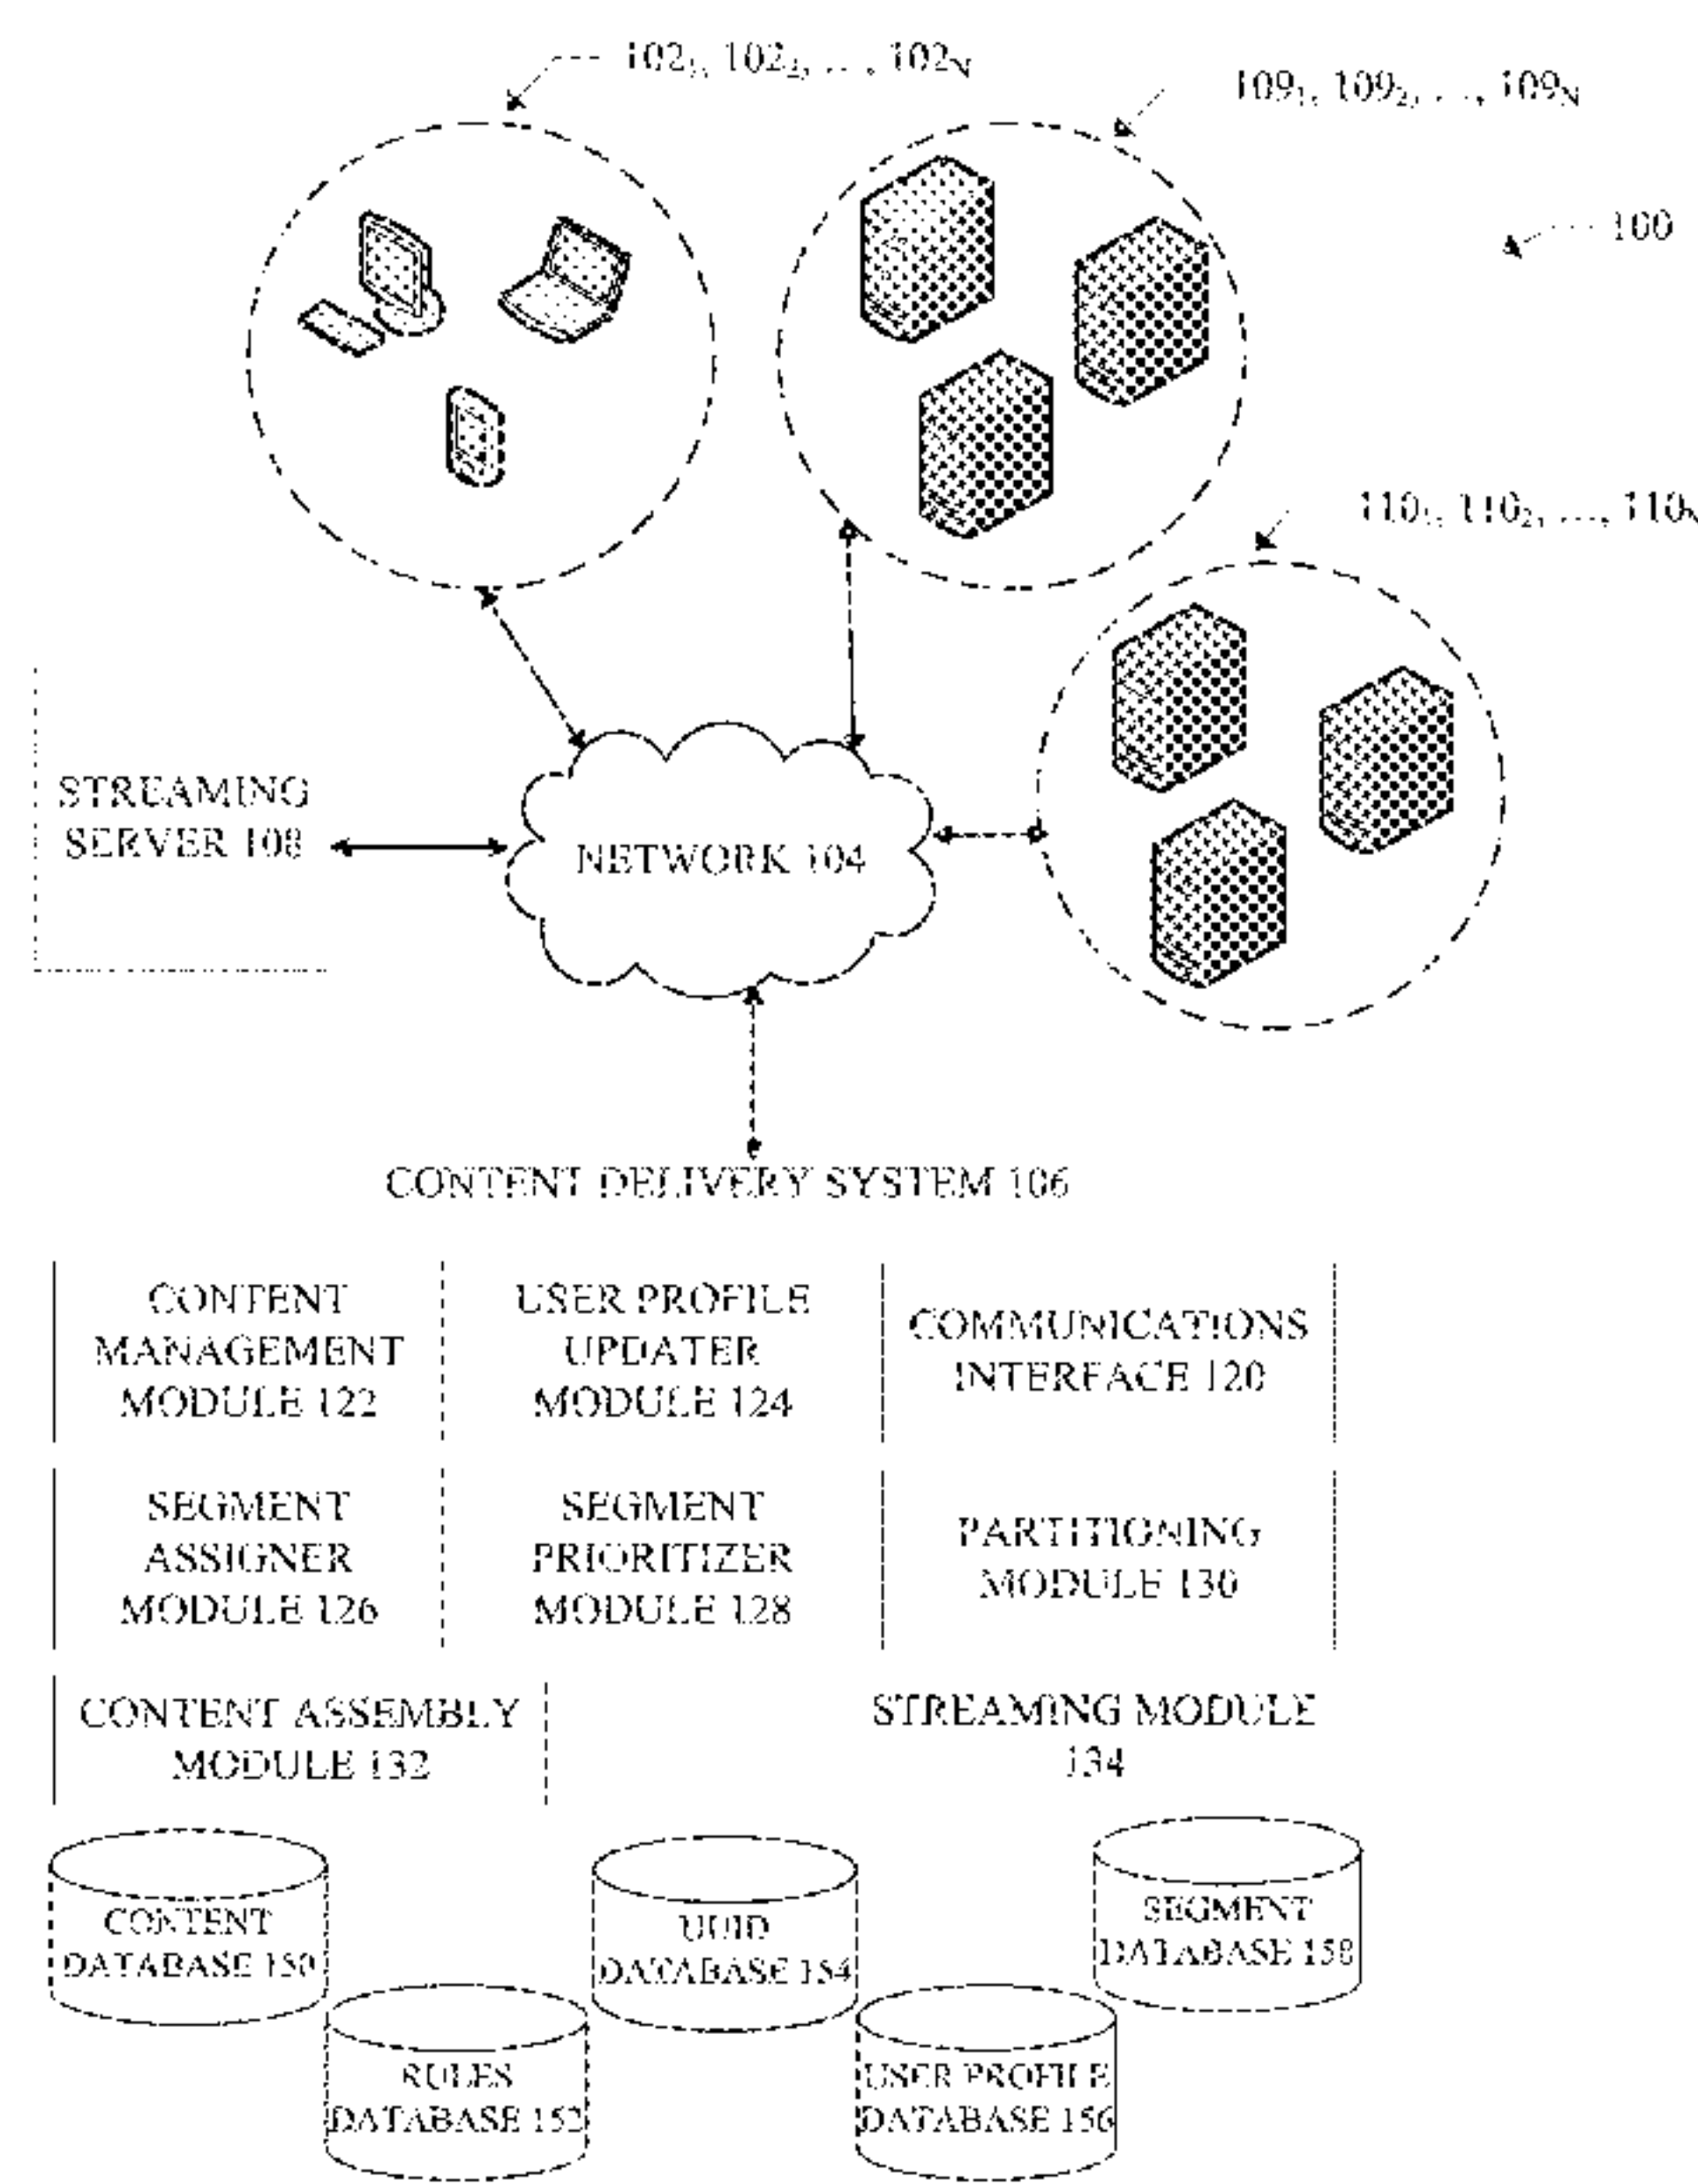 102₁, 102₂, ..., 102N
109₁, 109₂, ..., 109N
100
110₁, 110₂, ..., 110N
STREAMING
SERVER 108
NETWORK 104
CONTENT DELIVERY SYSTEM 106
CONTENT
MANAGEMENT
MODULE 122
USER PROFILE
UPDATER
MODULE 124
COMMUNICATIONS
INTERFACE 120
SEGMENT
ASSIGNER
MODULE 126
SEGMENT
PRIORITIZER
MODULE 128
PARTITIONING
MODULE 130
CONTENT ASSEMBLY
MODULE 132
STREAMING MODULE
134
CONTENT
DATABASE 150
UUID
DATABASE 154
SEGMENT
DATABASE 158
RULES
DATABASE 152
USER PROFILE
DATABASE 156